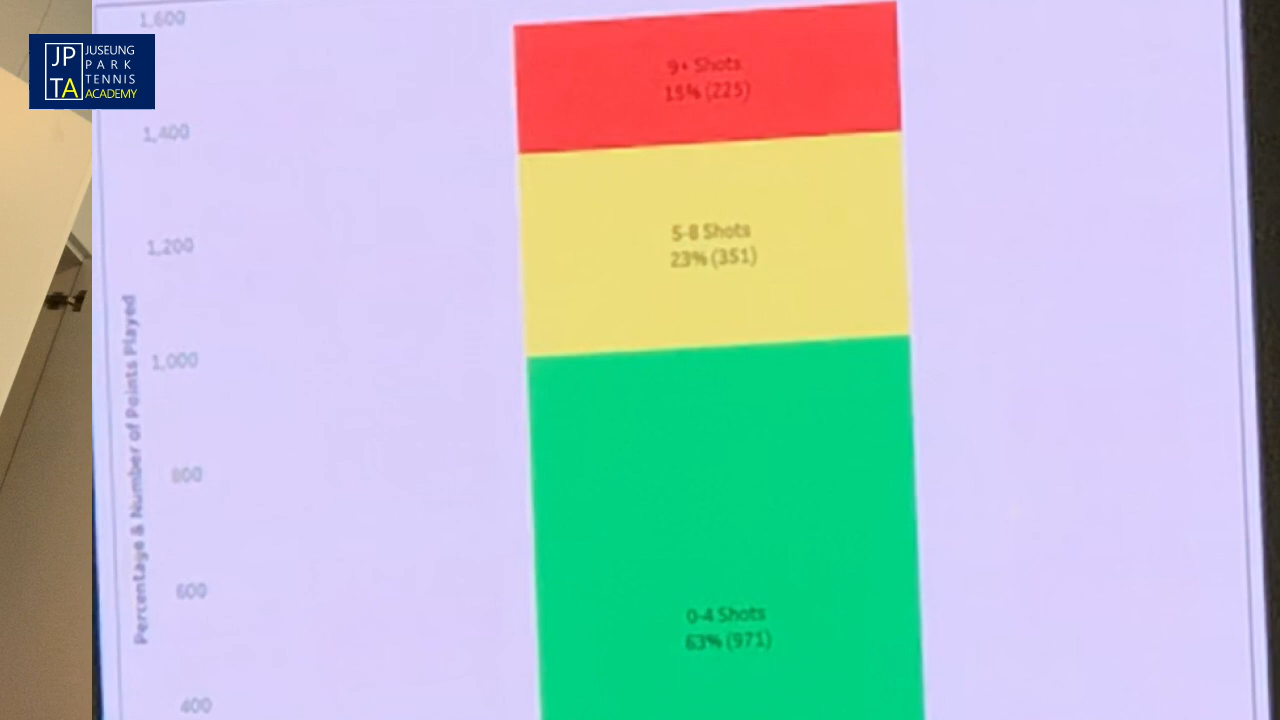 JP
TA
JUSEUNG
PARK
TENNIS
ACADEMY
1,600
1,400
1,200
1,000
800
600
400
Percentage & Number of Points Played
9+ Shots
15% (225)
5-8 Shots
23% (351)
0-4 Shots
63% (971)